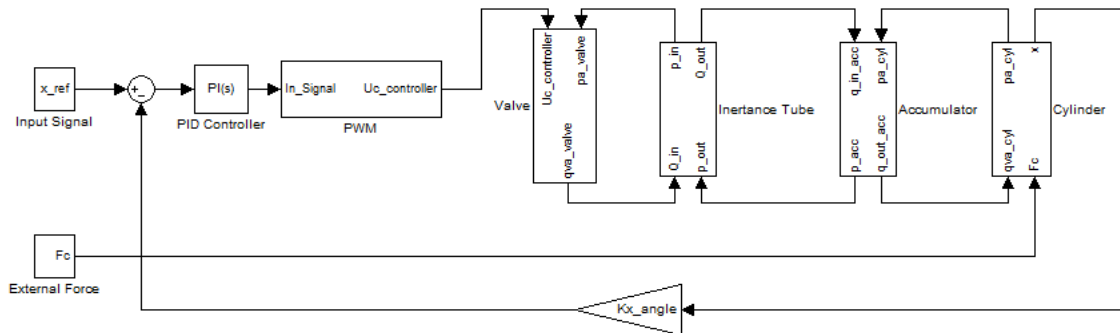 x_ref
Input Signal
+
-
PI(s)
PID Controller
In_Signal
Uc_controller
PWM
Uc_controller
pa_valve
Valve
qva_valve
p_in
Q_out
Inertance Tube
Q_in
p_out
q_in_acc
pa_cyl
Accumulator
p_acc
q_out_acc
pa_cyl
x
Cylinder
qva_cyl
Fc
Fc
External Force
Kx_angle